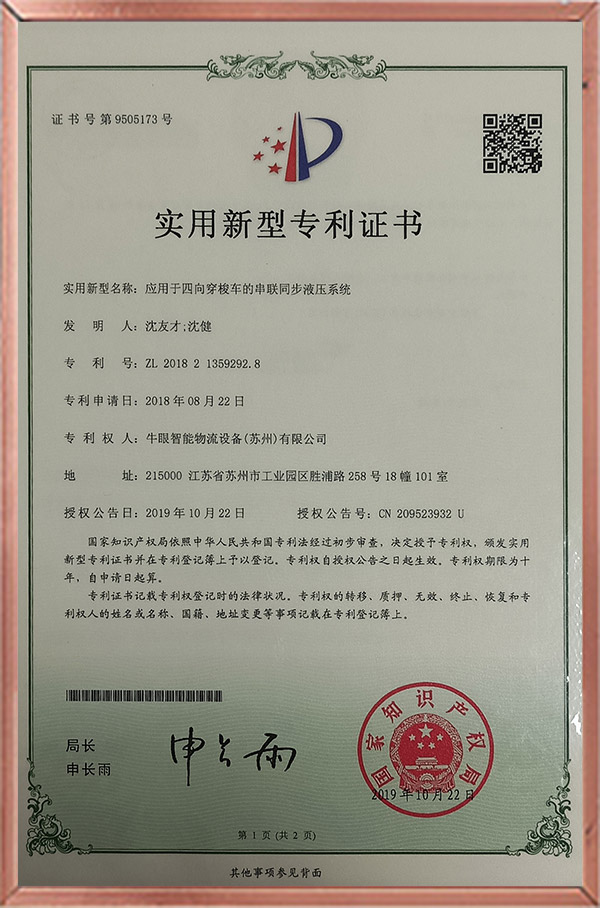 证书号第9505173号
实用新型专利证书
实用新型名称：应用于四向穿梭车的串联同步液压系统
发明人：沈友才;沈健
专利号：ZL 2018 2 1359292.8
专利申请日：2018年08月22日
专利权人：牛眼智能物流设备(苏州)有限公司
地址：215000 江苏省苏州市工业园区胜浦路258号18幢101室
授权公告日：2019年10月22日 授权公告号：CN 209523932 U
国家知识产权局依照中华人民共和国专利法经过初步审查，决定授予专利权，颁发实用
新型专利证书并在专利登记簿上予以登记。专利权自授权公告之日起生效。专利权期限为十
年，自申请日起算。
专利证书记载专利权登记时的法律状况。专利权的转移、质押、无效、终止、恢复和专
利权人的姓名或名称、国籍、地址变更等事项记载在专利登记簿上。
局长
申长雨
申长雨
国家知识产权局
2019年10月22日
第1页(共2页)
其他事项参见背面